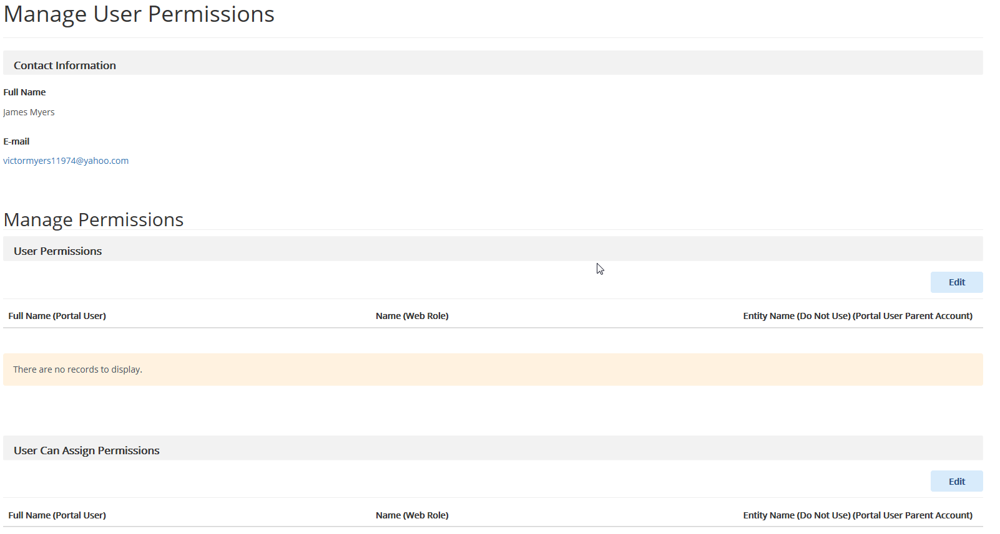 Manage User Permissions
Contact Information
Full Name
James Myers
E-mail
victormyers11974@yahoo.com
Manage Permissions
User Permissions
Edit
Full Name (Portal User) Name (Web Role) Entity Name (Do Not Use) (Portal User Parent Account)
There are no records to display.
User Can Assign Permissions
Edit
Full Name (Portal User) Name (Web Role) Entity Name (Do Not Use) (Portal User Parent Account)